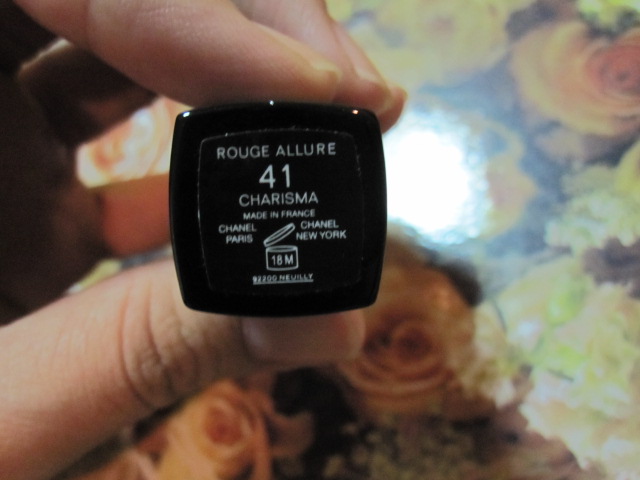 ROUGE ALLURE
41
CHARISMA
MADE IN FRANCE
CHANEL PARIS
CHANEL NEW YORK
18 M
92200 NEUILLY